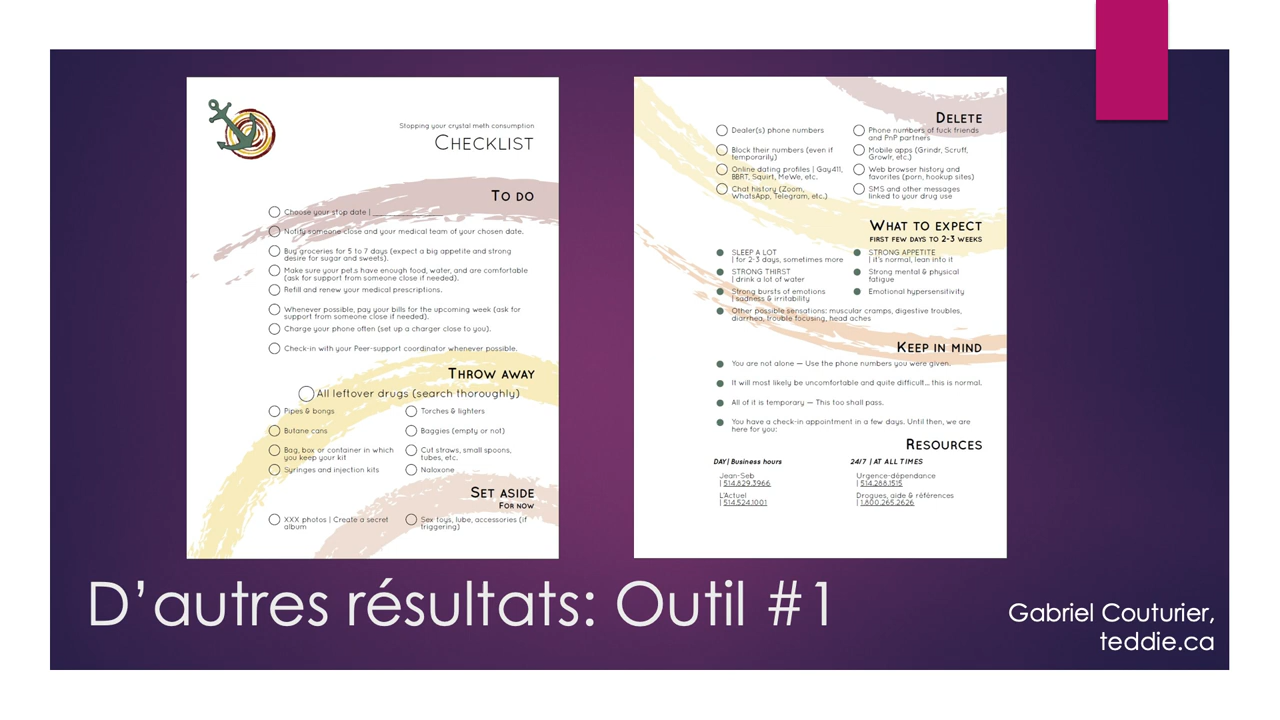 Stopping your crystal meth consumption
CHECKLIST
TO DO
Choose your stop date | ________________
Notify someone close and your medical team of your chosen date.
Buy groceries for 5 to 7 days (expect a big appetite and strong
desire for sugar and sweets).
Make sure your pet.s have enough food, water, and are comfortable
(ask for support from someone close if needed).
Refill and renew your medical prescriptions.
Whenever possible, pay your bills for the upcoming week (ask for
support from someone close if needed).
Charge your phone often (set up a charger close to you).
Check-in with your Peer-support coordinator whenever possible.
THROW AWAY
All leftover drugs (search thoroughly)
Pipes & bongs
Torches & lighters
Butane cans
Baggies (empty or not)
Bag, box or container in which
you keep your kit
Cut straws, small spoons,
tubes, etc.
Syringes and injection kits
Naloxone
SET ASIDE
FOR NOW
XXX photos | Create a secret
album
Sex toys, lube, accessories (if
triggering)
DELETE
Dealer(s) phone numbers
Phone numbers of fuck friends
and PnP partners
Block their numbers (even if
temporarily)
Mobile apps (Grindr, Scruff,
Growlr, etc.)
Online dating profiles | Gay411,
BBRT, Squirt, MeWe, etc.
Web browser history and
favorites (porn, hookup sites)
Chat history (Zoom,
WhatsApp, Telegram, etc.)
SMS and other messages
linked to your drug use
WHAT TO EXPECT
FIRST FEW DAYS TO 2-3 WEEKS
SLEEP A LOT
| for 2-3 days, sometimes more
STRONG APPETITE
| it's normal, lean into it
STRONG THIRST
| drink a lot of water
Strong mental & physical
fatigue
Strong bursts of emotions
| sadness & irritability
Emotional hypersensitivity
Other possible sensations: muscular cramps, digestive troubles,
diarrhea, trouble focusing, head aches
KEEP IN MIND
You are not alone — Use the phone numbers you were given.
It will most likely be uncomfortable and quite difficult... this is normal.
All of it is temporary — This too shall pass.
You have a check-in appointment in a few days. Until then, we are
here for you:
RESOURCES
DAY | Business hours
24/7 | AT ALL TIMES
Jean-Seb
| 514.829.3966
Urgence-dépendance
| 514.288.1515
L'Actuel
| 514.524.1001
Drogues, aide & références
| 1.800.265.2626
D'autres résultats: Outil #1
Gabriel Couturier,
teddie.ca